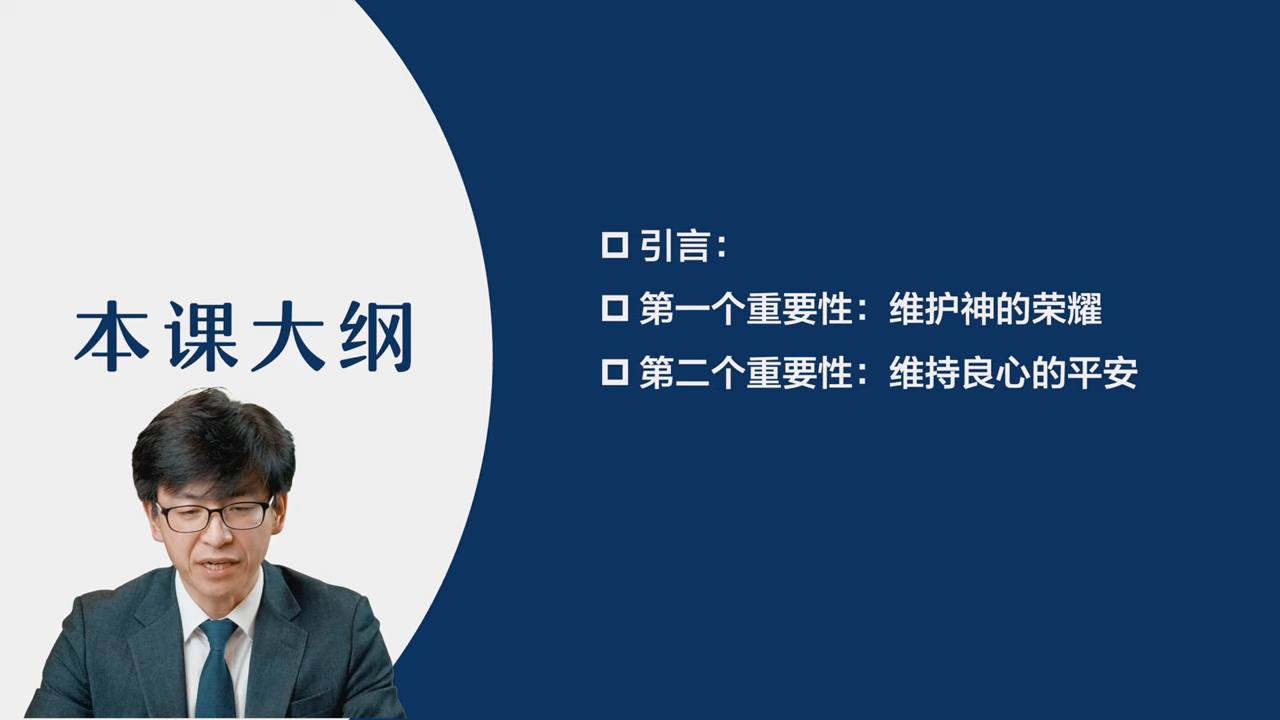 本课大纲
引言：
第一个重要性：维护神的荣耀
第二个重要性：维持良心的平安